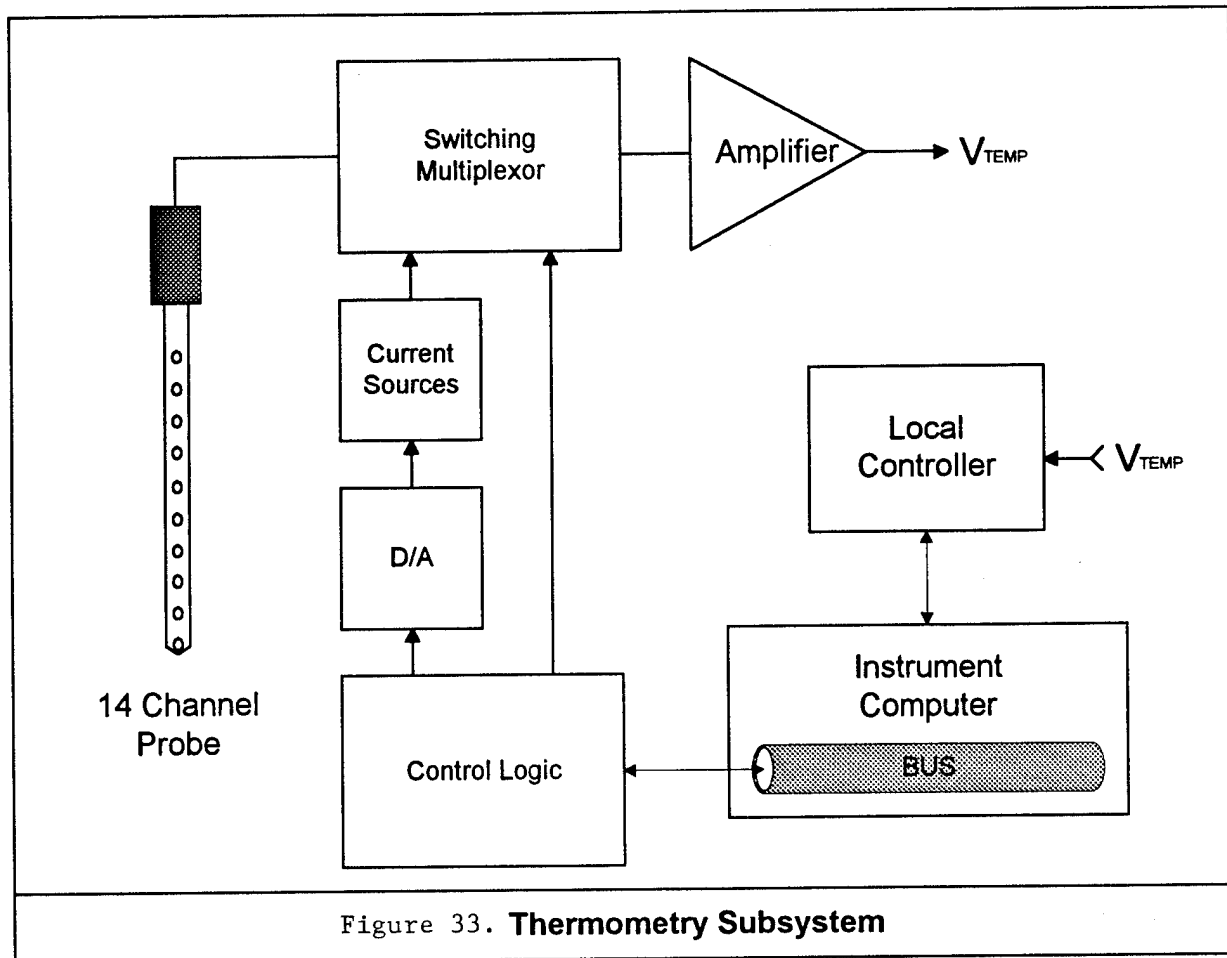 Switching
Multiplexor
Amplifier
VTEMP
Current
Sources
Local
Controller
VTEMP
D/A
14 Channel
Probe
Instrument
Computer
BUS
Control Logic
Figure 33. Thermometry Subsystem